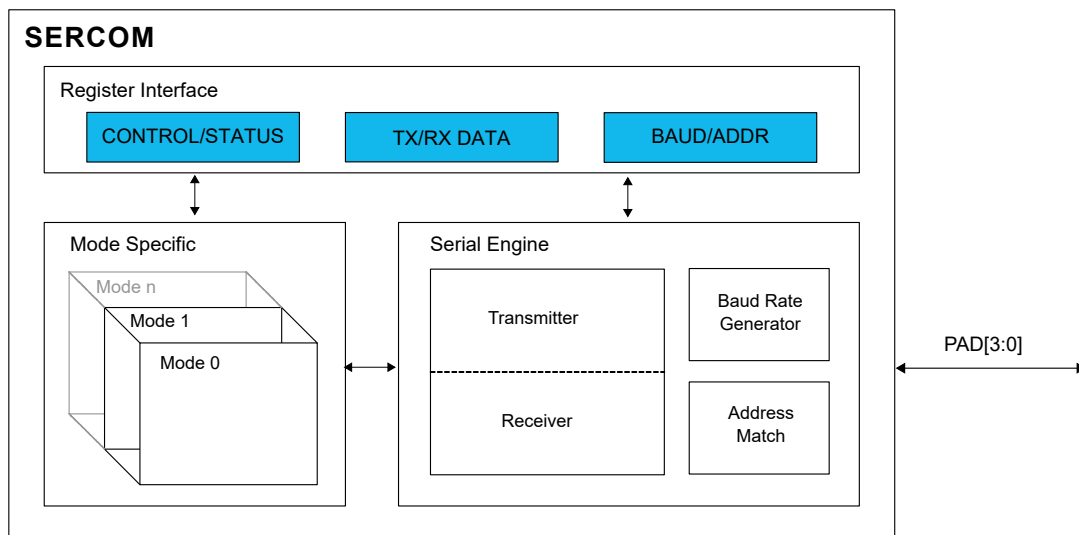 SERCOM
Register Interface
CONTROL/STATUS
TX/RX DATA
BAUD/ADDR
Mode Specific
Mode n
Mode 1
Mode 0
Serial Engine
Transmitter
Receiver
Baud Rate
Generator
Address
Match
PAD[3:0]